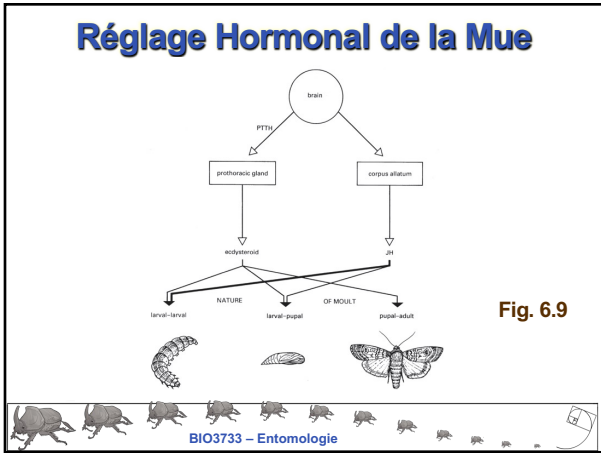 Réglage Hormonal de la Mue
brain
PTTH
prothoracic gland
corpus allatum
ecdysteroid
JH
NATURE
OF MOULT
larval–larval
larval–pupal
pupal–adult
Fig. 6.9
BIO3733 – Entomologie